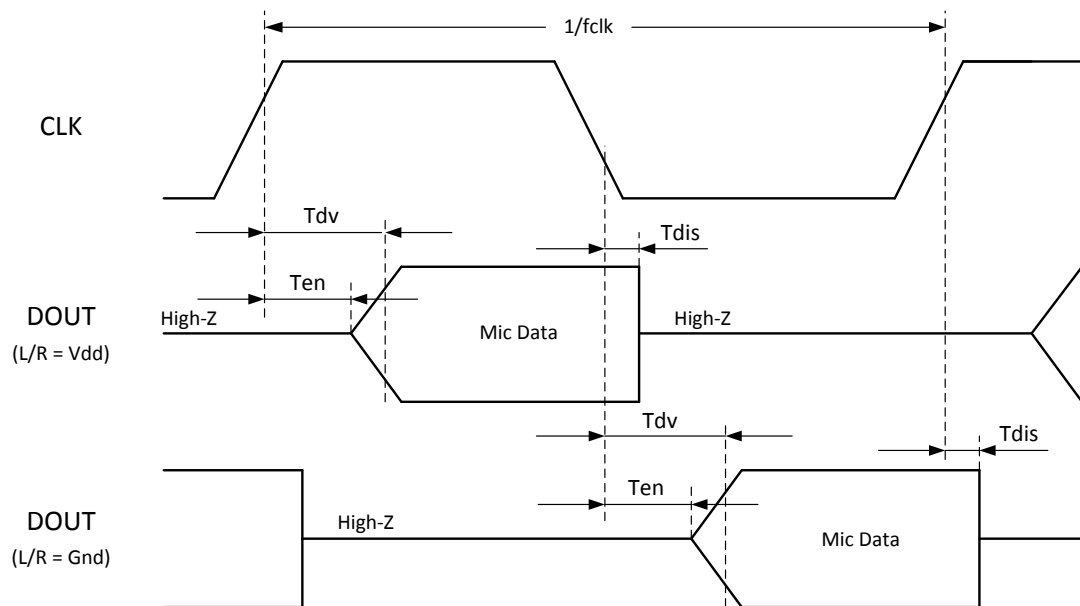 1/fclk
CLK
Tdv
Tdis
Ten
DOUT
(L/R = Vdd)
High-Z
Mic Data
High-Z
Tdv
Tdis
Ten
DOUT
(L/R = Gnd)
High-Z
Mic Data